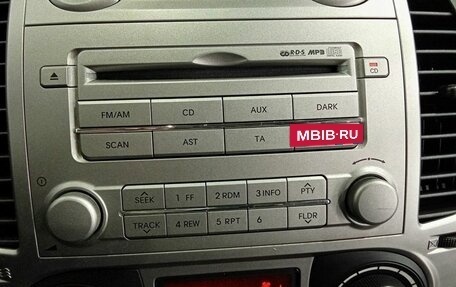 RDS MP3
CD
FM/AM CD AUX DARK
SCAN AST TA MBIB.RU
SEEK 1 FF 2 RDM 3 INFO PTY
TRACK 4 REW 5 RPT 6 FLDR